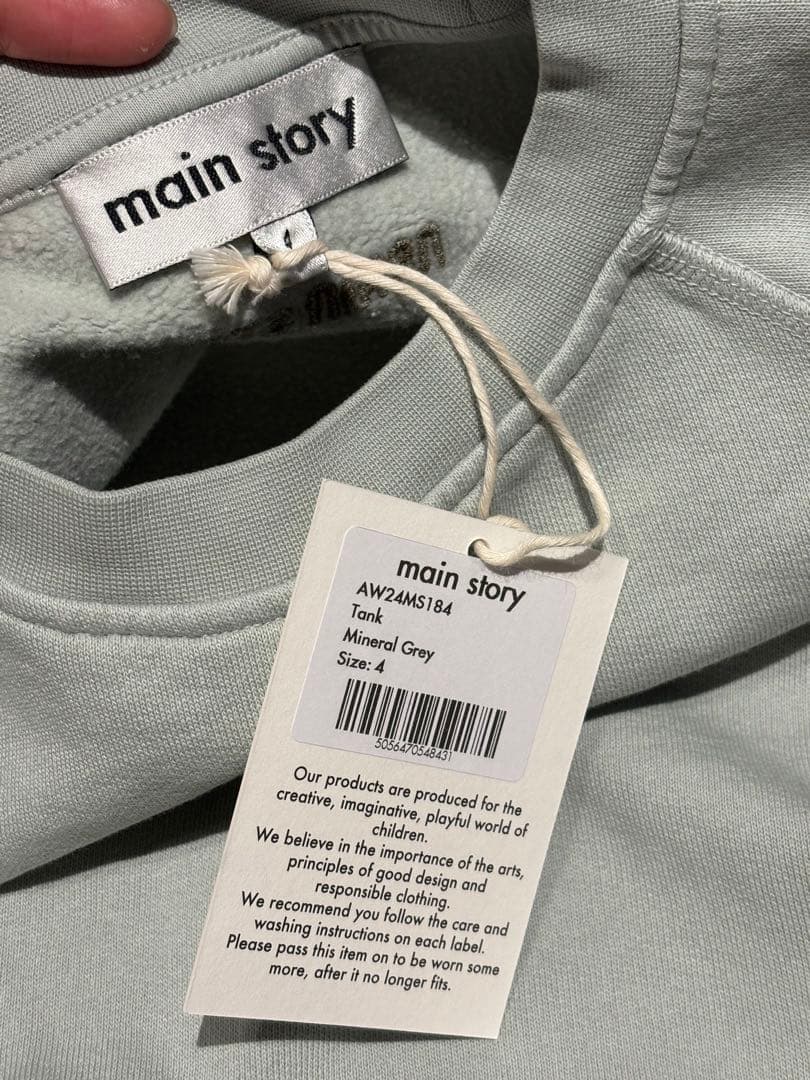 main story
main story
AW24MS184
Tank
Mineral Grey
Size: 4
5056470548431
Our products are produced for the
creative, imaginative, playful world of
children.
We believe in the importance of the arts,
principles of good design and
responsible clothing.
We recommend you follow the care and
washing instructions on each label.
Please pass this item on to be worn some
more, after it no longer fits.